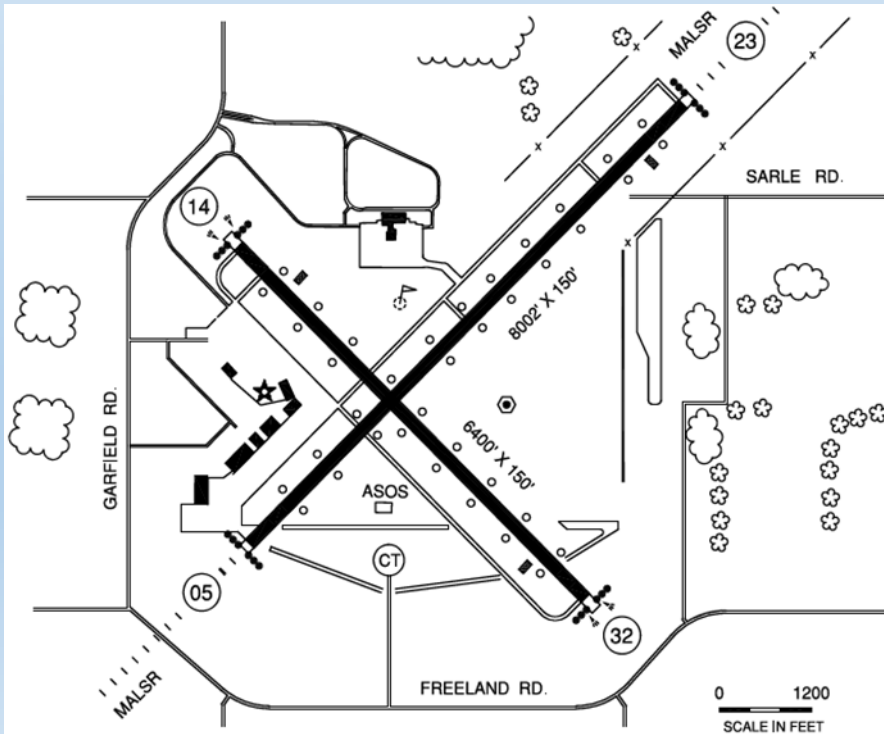 MALSR
23
SARLE RD.
14
8002' X 150'
GARFIELD RD.
6400' X 150'
ASOS
CT
05
32
MALSR
FREELAND RD.
0 1200
SCALE IN FEET
x
x
x
x
x
x